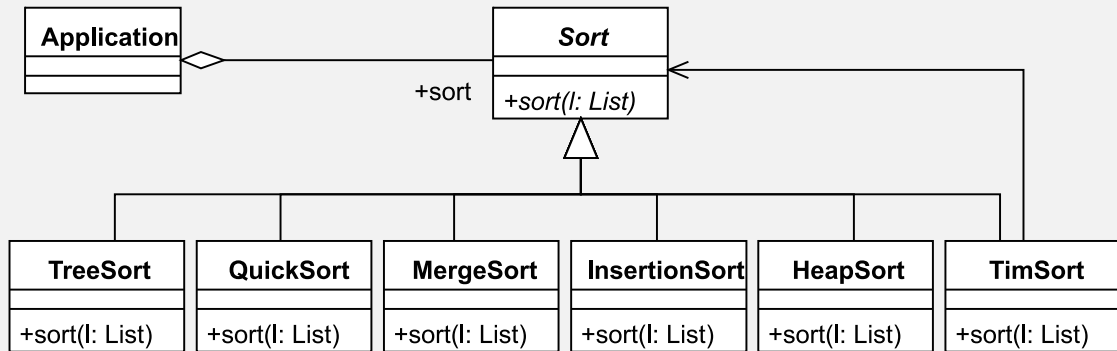 Application
Sort
+sort
+sort(l: List)
TreeSort
QuickSort
MergeSort
InsertionSort
HeapSort
TimSort
+sort(l: List)
+sort(l: List)
+sort(l: List)
+sort(l: List)
+sort(l: List)
+sort(l: List)